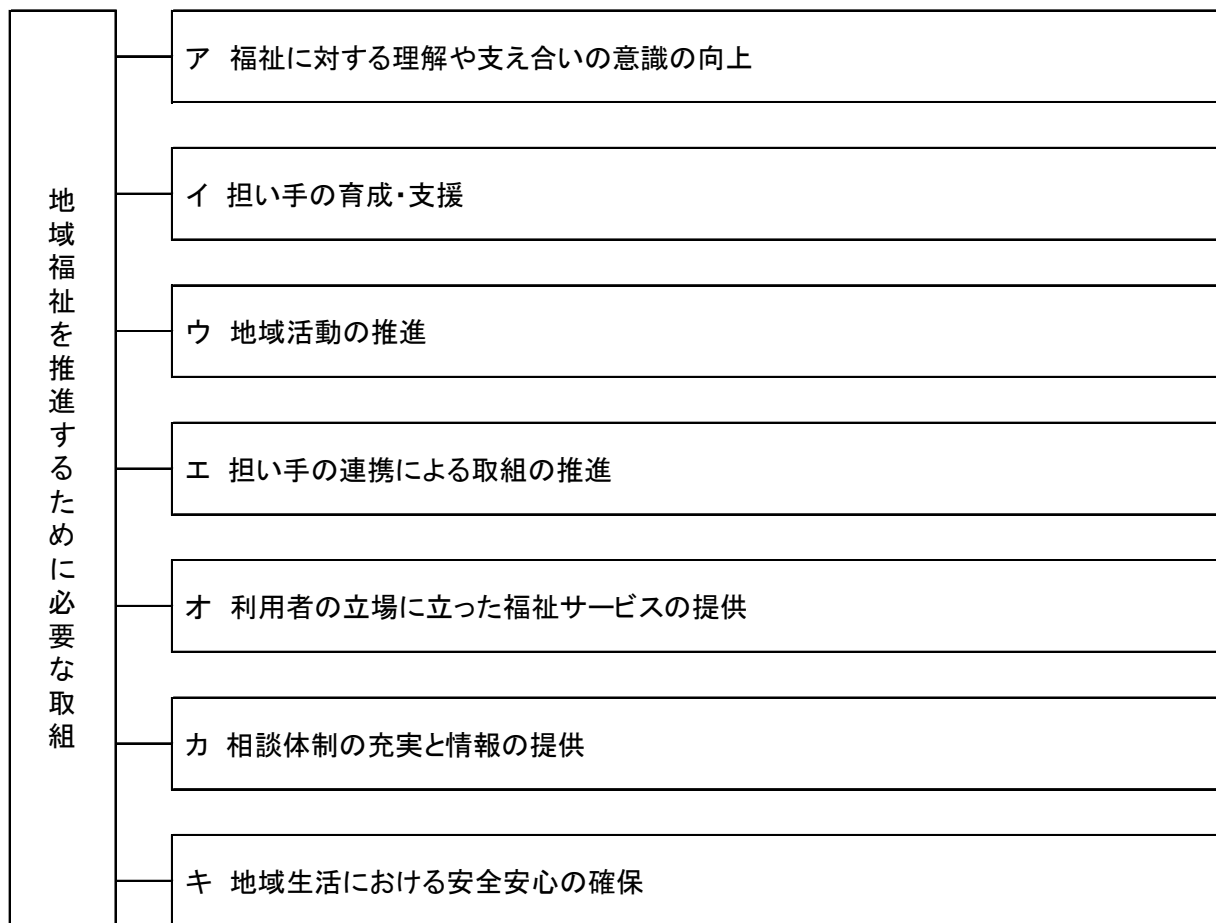 地域福祉を推進するために必要な取組
ア 福祉に対する理解や支え合いの意識の向上
イ 担い手の育成・支援
ウ 地域活動の推進
エ 担い手の連携による取組の推進
オ 利用者の立場に立った福祉サービスの提供
カ 相談体制の充実と情報の提供
キ 地域生活における安全安心の確保